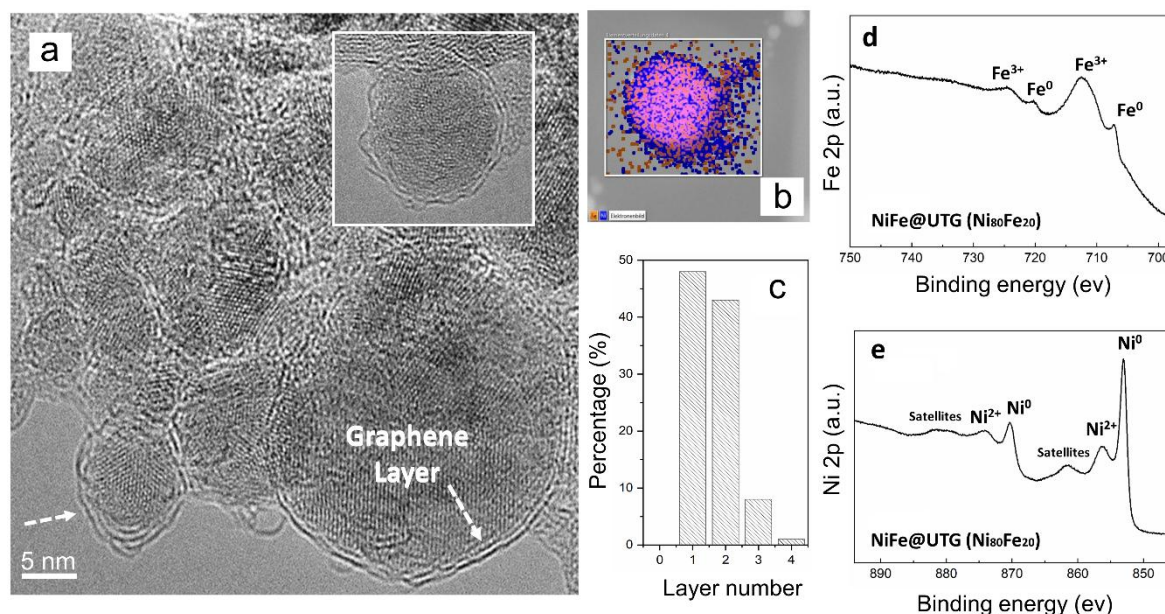 a
Graphene
Layer
5 nm
b
Elektronenbild
c
Percentage (%)
50
40
30
20
10
0
0 1 2 3 4
Layer number
d
Fe 2p (a.u.)
Fe³⁺
Fe⁰
Fe³⁺
Fe⁰
NiFe@UTG (Ni₈₀Fe₂₀)
750 740 730 720 710 700
Binding energy (ev)
e
Ni 2p (a.u.)
Satellites
Ni²⁺
Ni⁰
Satellites
Ni²⁺
Ni⁰
NiFe@UTG (Ni₈₀Fe₂₀)
890 880 870 860 850
Binding energy (ev)